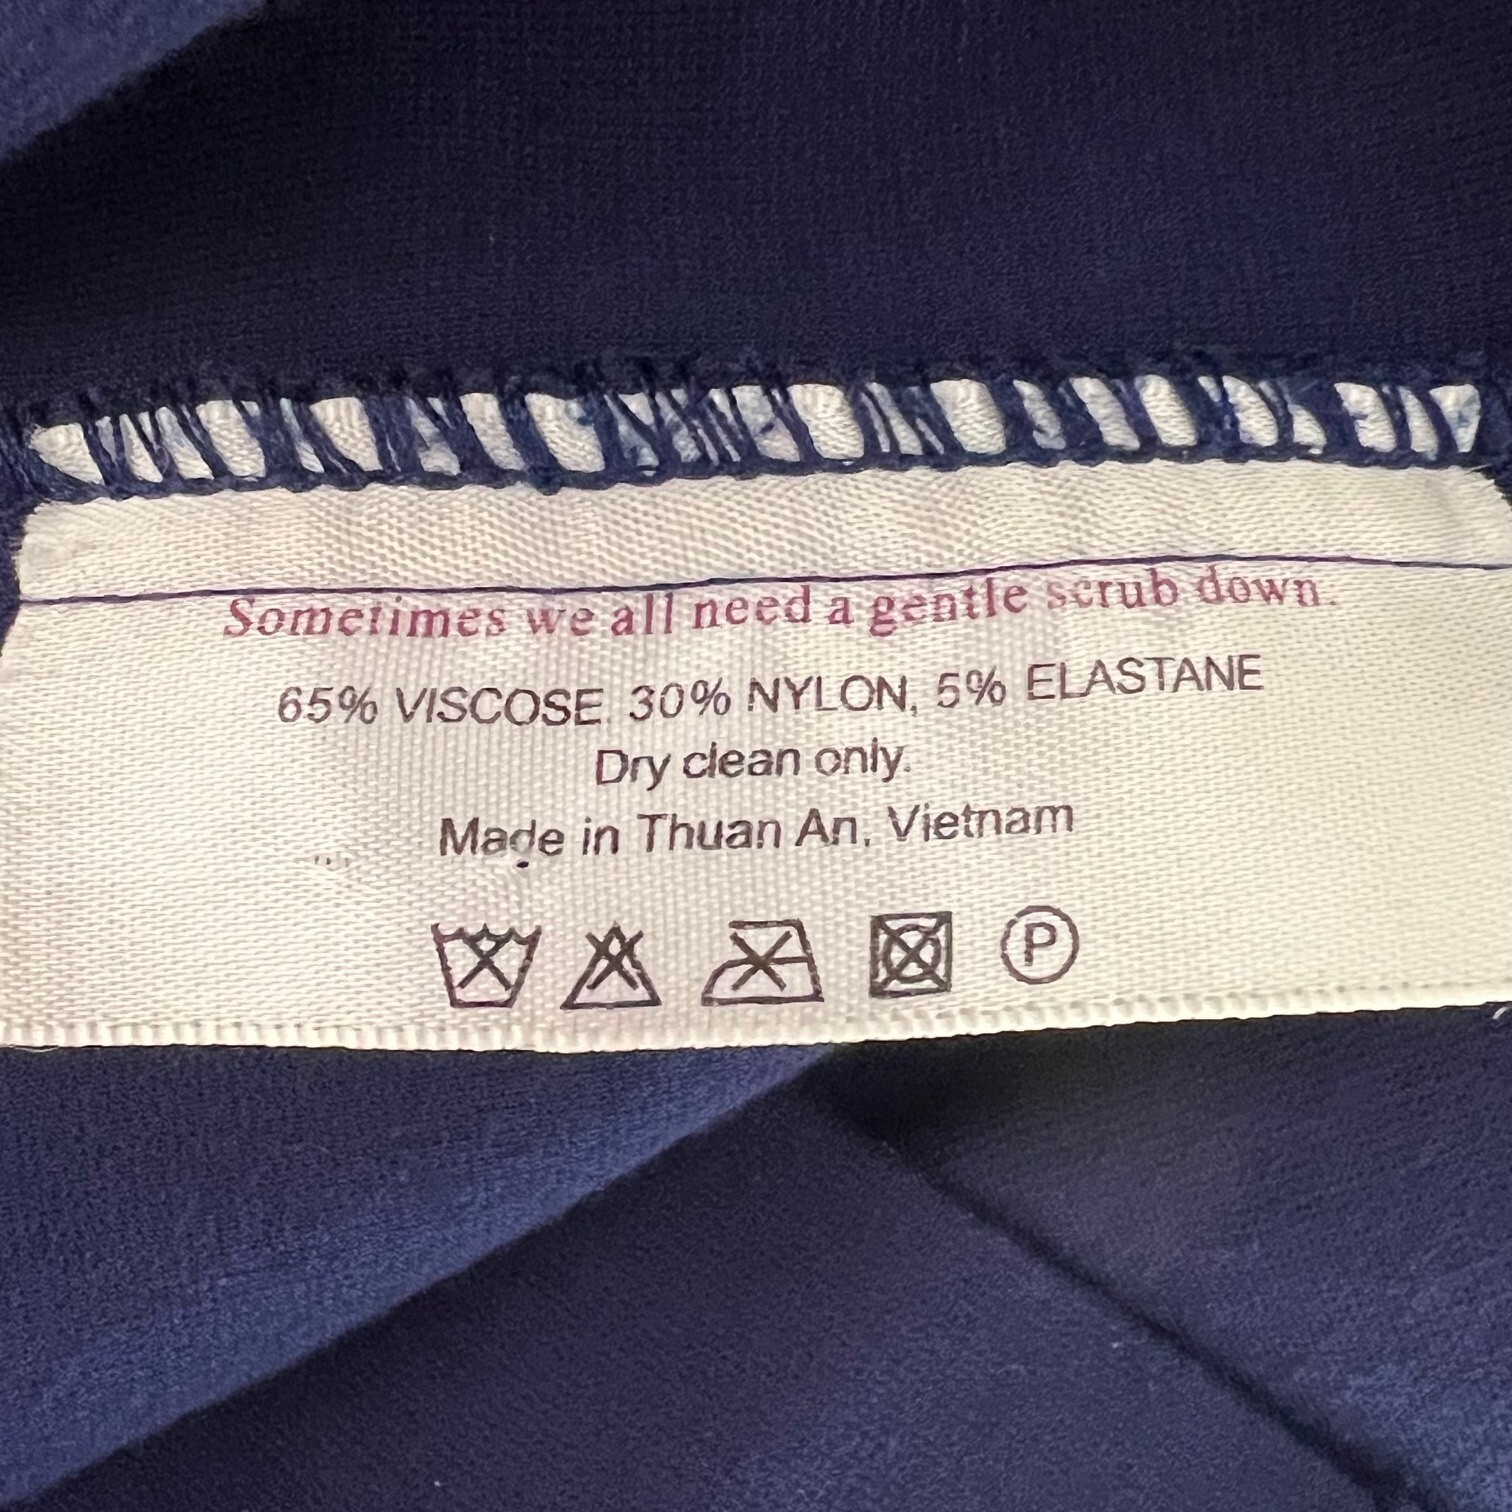 Sometimes we all need a gentle scrub down.
65% VISCOSE, 30% NYLON, 5% ELASTANE
Dry clean only.
Made in Thuan An, Vietnam
P